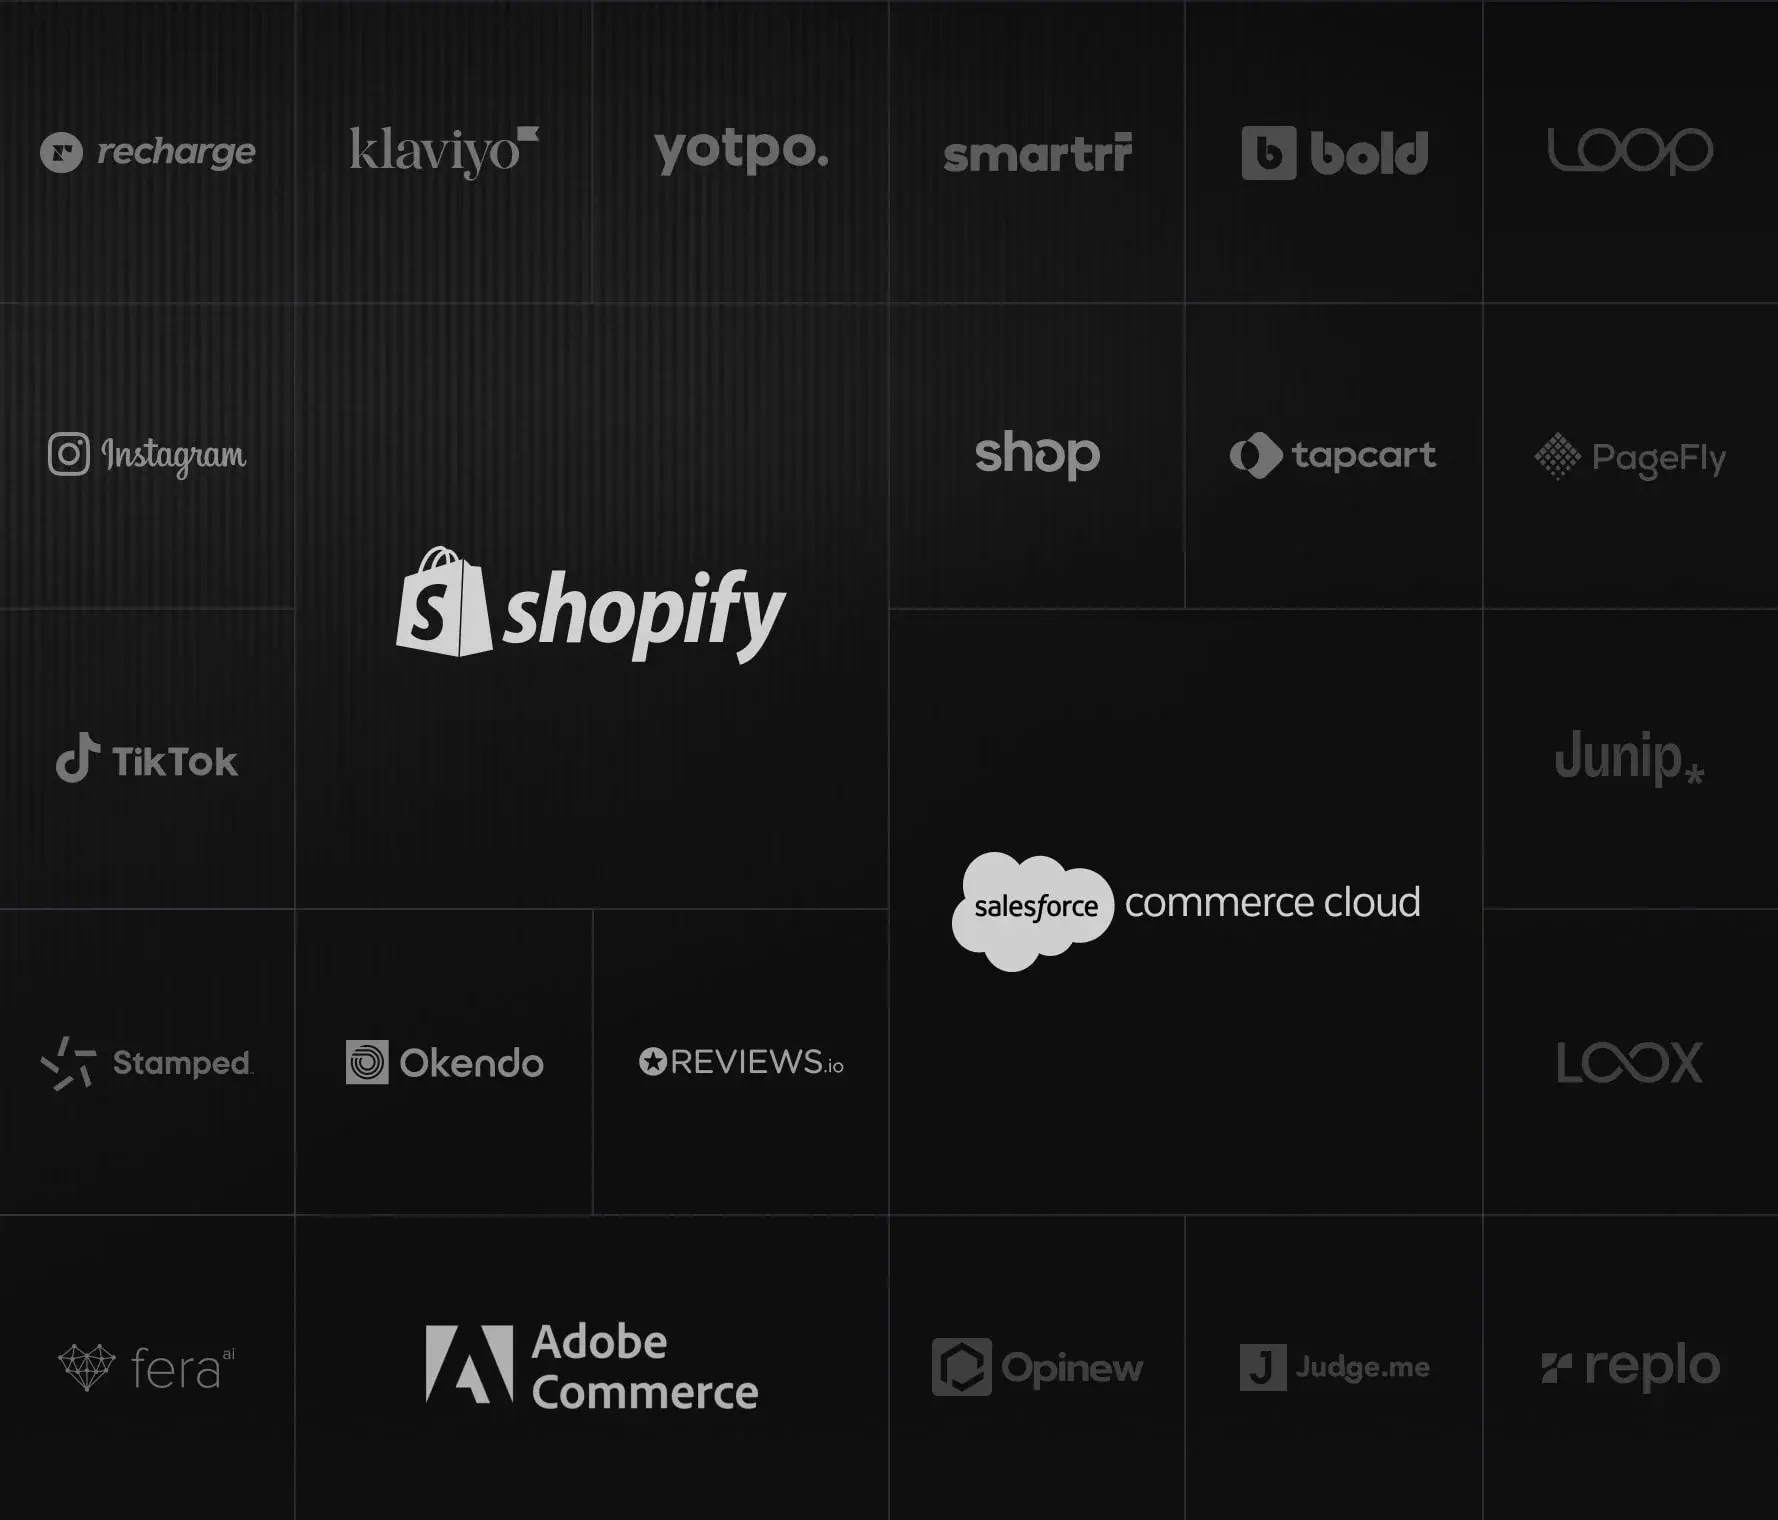 recharge
klaviyo
yotpo.
smartrr
b bold
LOOP
Instagram
S shopify
shop
tapcart
PageFly
TikTok
salesforce commerce cloud
Junip*
Stamped
Okendo
REVIEWS.io
LOOX
fera ai
Adobe
Commerce
Opinew
J Judge.me
replo